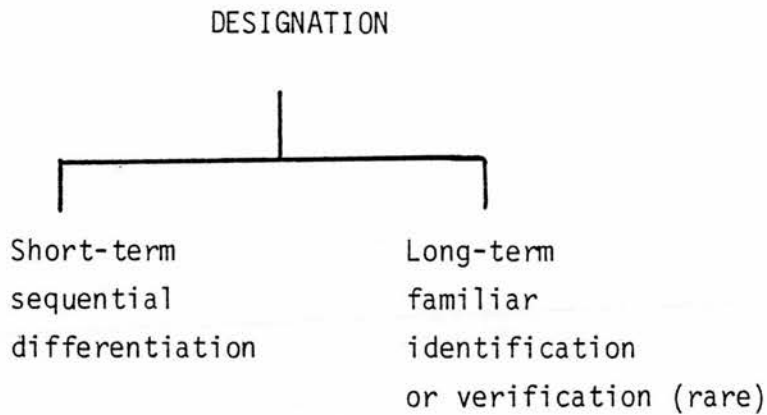 DESIGNATION
Short-term
sequential
differentiation
Long-term
familiar
identification
or verification (rare)